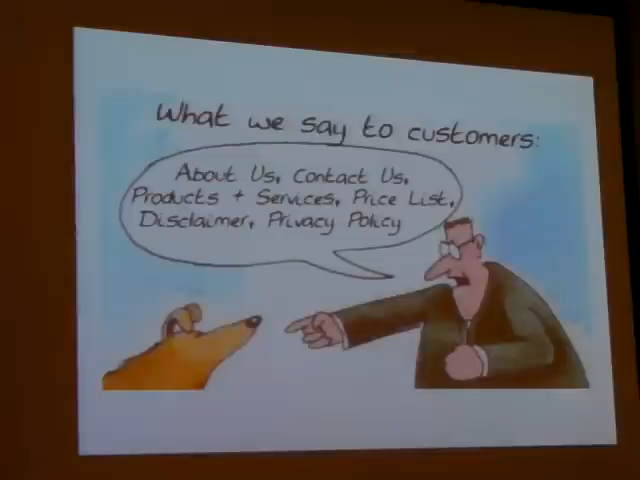 What we say to customers:
About Us, Contact Us,
Products + Services, Price List,
Disclaimer, Privacy Policy